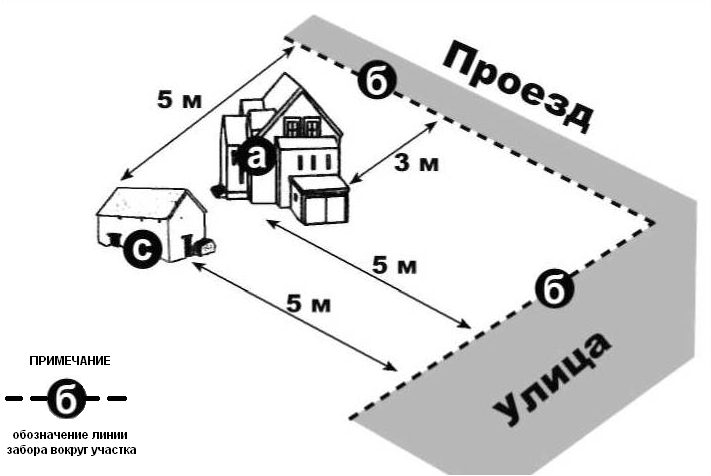 Проезд
б
5 м
а
3 м
с
5 м
б
5 м
Улица
ПРИМЕЧАНИЕ
б
обозначение линии
забора вокруг участка